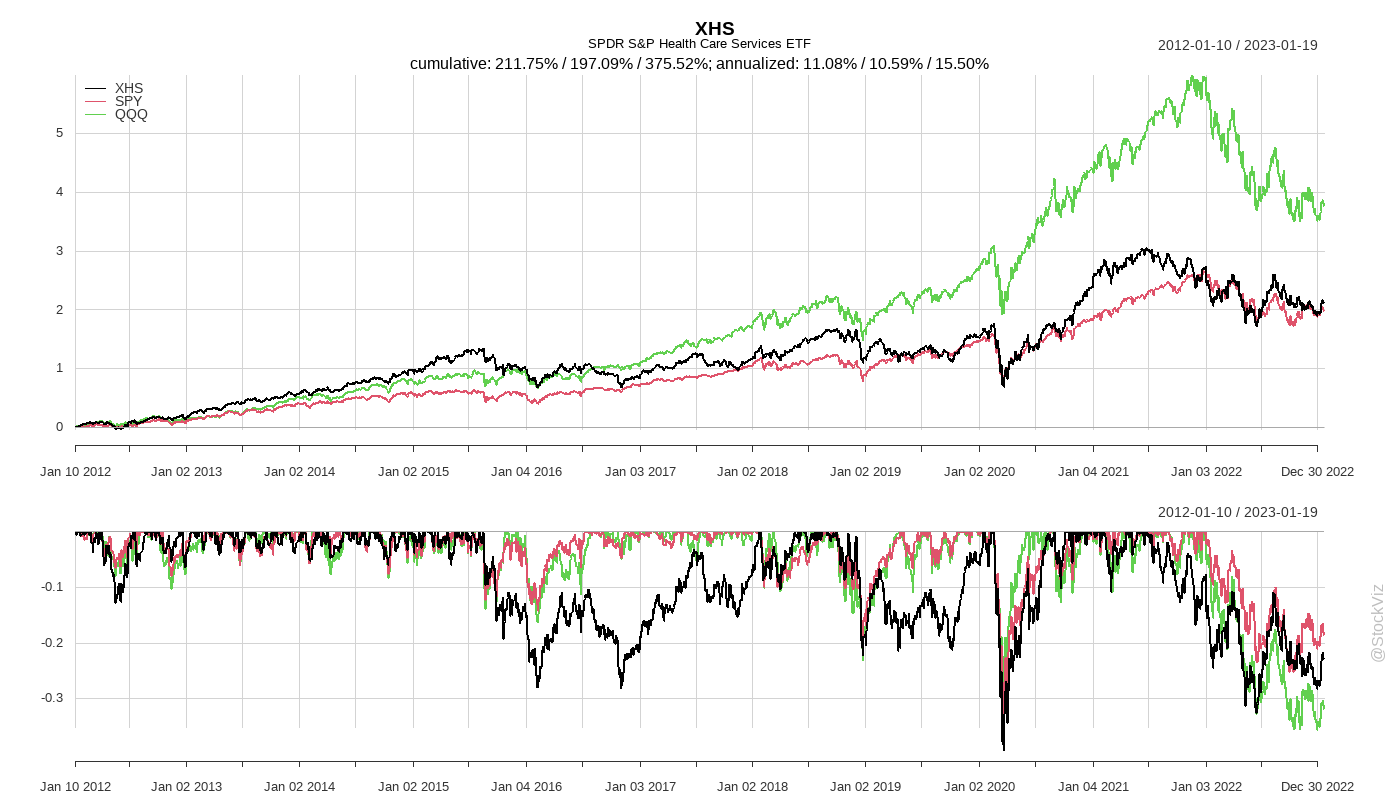 XHS
SPDR S&P Health Care Services ETF
2012-01-10 / 2023-01-19
cumulative: 211.75% / 197.09% / 375.52%; annualized: 11.08% / 10.59% / 15.50%
XHS
SPY
QQQ
5
4
3
2
1
0
Jan 10 2012 Jan 02 2013 Jan 02 2014 Jan 02 2015 Jan 04 2016 Jan 03 2017 Jan 02 2018 Jan 02 2019 Jan 02 2020 Jan 04 2021 Jan 03 2022 Dec 30 2022
2012-01-10 / 2023-01-19
-0.1
-0.2
-0.3
Jan 10 2012 Jan 02 2013 Jan 02 2014 Jan 02 2015 Jan 04 2016 Jan 03 2017 Jan 02 2018 Jan 02 2019 Jan 02 2020 Jan 04 2021 Jan 03 2022 Dec 30 2022
@StockViz